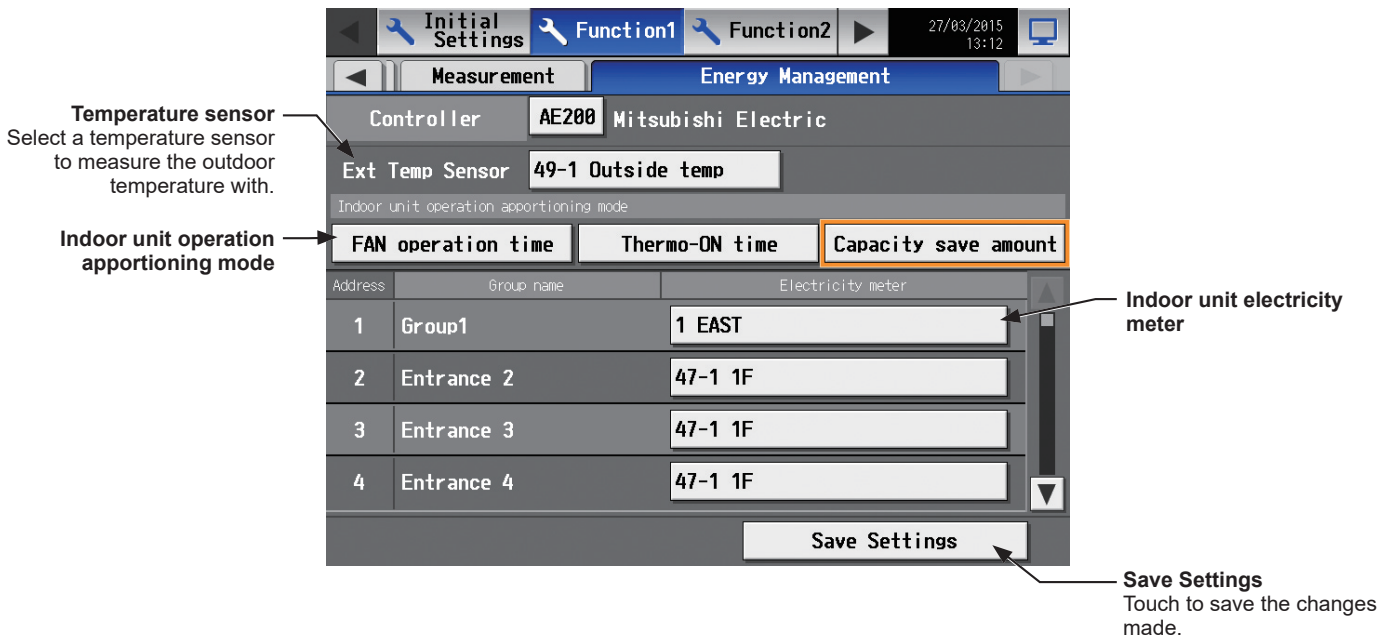 Initial
Settings
Function1
Function2
27/03/2015
13:12
Measurement
Energy Management
Temperature sensor
Select a temperature sensor
to measure the outdoor
temperature with.
Controller
AE200
Mitsubishi Electric
Ext Temp Sensor
49-1 Outside temp
Indoor unit operation apportioning mode
Indoor unit operation
apportioning mode
FAN operation time
Thermo-ON time
Capacity save amount
Address
Group name
Electricity meter
1
Group1
1 EAST
Indoor unit electricity
meter
2
Entrance 2
47-1 1F
3
Entrance 3
47-1 1F
4
Entrance 4
47-1 1F
Save Settings
Save Settings
Touch to save the changes
made.